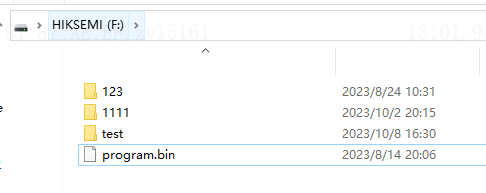 HIKSEMI (F:)
123 2023/8/24 10:31
1111 2023/10/2 20:15
test 2023/10/8 16:30
program.bin 2023/8/14 20:06